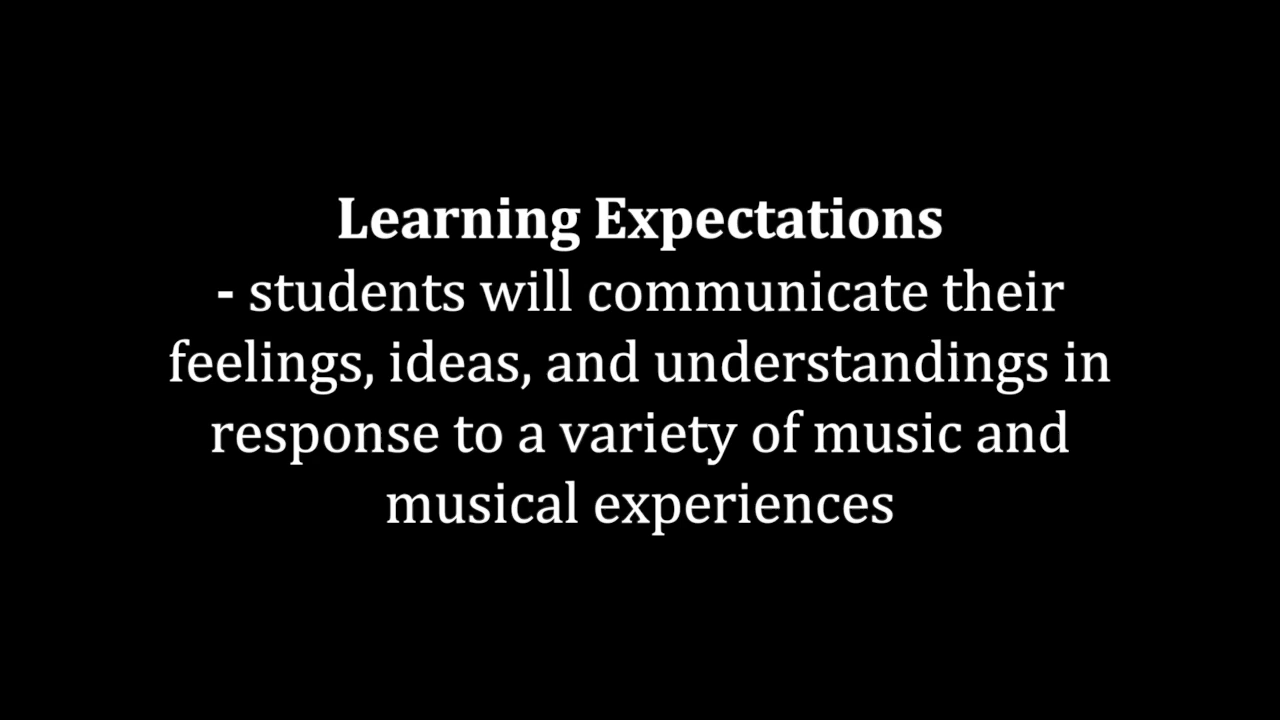 Learning Expectations
- students will communicate their
feelings, ideas, and understandings in
response to a variety of music and
musical experiences